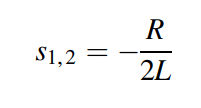 s₁,₂ = −R/2L